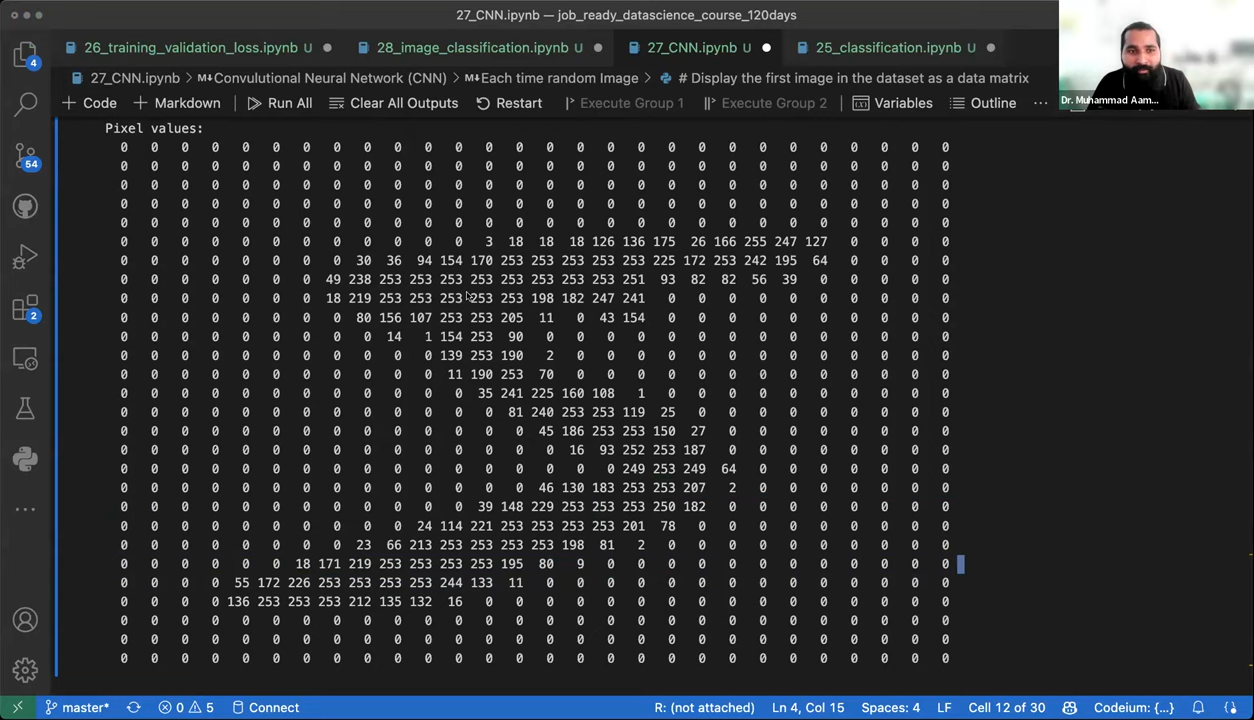 27_CNN.ipynb — job_ready_datascience_course_120days
26_training_validation_loss.ipynb U 28_image_classification.ipynb U 27_CNN.ipynb U 25_classification.ipynb U
27_CNN.ipynb > M↓Convulutional Neural Network (CNN) > M↓Each time random Image > # Display the first image in the dataset as a data matrix
+ Code + Markdown Run All Clear All Outputs Restart Execute Group 1 Execute Group 2 Variables Outline ...
Dr. Muhammad Aam...
Pixel values:
0 0 0 0 0 0 0 0 0 0 0 0 0 0 0 0 0 0 0 0 0 0 0 0 0 0 0 0
0 0 0 0 0 0 0 0 0 0 0 0 0 0 0 0 0 0 0 0 0 0 0 0 0 0 0 0
0 0 0 0 0 0 0 0 0 0 0 0 0 0 0 0 0 0 0 0 0 0 0 0 0 0 0 0
0 0 0 0 0 0 0 0 0 0 0 0 0 0 0 0 0 0 0 0 0 0 0 0 0 0 0 0
0 0 0 0 0 0 0 0 0 0 0 0 0 0 0 0 0 0 0 0 0 0 0 0 0 0 0 0
0 0 0 0 0 0 0 0 0 0 0 0 3 18 18 18 126 136 175 26 166 255 247 127 0 0 0 0
0 0 0 0 0 0 0 0 30 36 94 154 170 253 253 253 253 253 225 172 253 242 195 64 0 0 0 0
0 0 0 0 0 0 0 49 238 253 253 253 253 253 253 253 253 251 93 82 82 56 39 0 0 0 0 0
0 0 0 0 0 0 0 18 219 253 253 253 253 253 198 182 247 241 0 0 0 0 0 0 0 0 0 0
0 0 0 0 0 0 0 0 80 156 107 253 253 205 11 0 43 154 0 0 0 0 0 0 0 0 0 0
0 0 0 0 0 0 0 0 0 14 1 154 253 90 0 0 0 0 0 0 0 0 0 0 0 0 0 0
0 0 0 0 0 0 0 0 0 0 0 139 253 190 2 0 0 0 0 0 0 0 0 0 0 0 0 0
0 0 0 0 0 0 0 0 0 0 0 11 190 253 70 0 0 0 0 0 0 0 0 0 0 0 0 0
0 0 0 0 0 0 0 0 0 0 0 0 35 241 225 160 108 1 0 0 0 0 0 0 0 0 0 0
0 0 0 0 0 0 0 0 0 0 0 0 0 81 240 253 253 119 25 0 0 0 0 0 0 0 0 0
0 0 0 0 0 0 0 0 0 0 0 0 0 0 45 186 253 253 150 27 0 0 0 0 0 0 0 0
0 0 0 0 0 0 0 0 0 0 0 0 0 0 0 16 93 252 253 187 0 0 0 0 0 0 0 0
0 0 0 0 0 0 0 0 0 0 0 0 0 0 0 0 0 249 253 249 64 0 0 0 0 0 0 0
0 0 0 0 0 0 0 0 0 0 0 0 0 0 46 130 183 253 253 207 2 0 0 0 0 0 0 0
0 0 0 0 0 0 0 0 0 0 0 0 39 148 229 253 253 253 250 182 0 0 0 0 0 0 0 0
0 0 0 0 0 0 0 0 0 0 24 114 221 253 253 253 253 201 78 0 0 0 0 0 0 0 0 0
0 0 0 0 0 0 0 0 23 66 213 253 253 253 253 198 81 2 0 0 0 0 0 0 0 0 0 0
0 0 0 0 0 0 18 171 219 253 253 253 253 195 80 9 0 0 0 0 0 0 0 0 0 0 0 0
0 0 0 0 55 172 226 253 253 253 253 244 133 11 0 0 0 0 0 0 0 0 0 0 0 0 0 0
0 0 0 0 136 253 253 253 212 135 132 16 0 0 0 0 0 0 0 0 0 0 0 0 0 0 0 0
0 0 0 0 0 0 0 0 0 0 0 0 0 0 0 0 0 0 0 0 0 0 0 0 0 0 0 0
0 0 0 0 0 0 0 0 0 0 0 0 0 0 0 0 0 0 0 0 0 0 0 0 0 0 0 0
0 0 0 0 0 0 0 0 0 0 0 0 0 0 0 0 0 0 0 0 0 0 0 0 0 0 0 0
4
54
2
master* 0 5 Connect R: (not attached) Ln 4, Col 15 Spaces: 4 LF Cell 12 of 30 Codeium: {...}